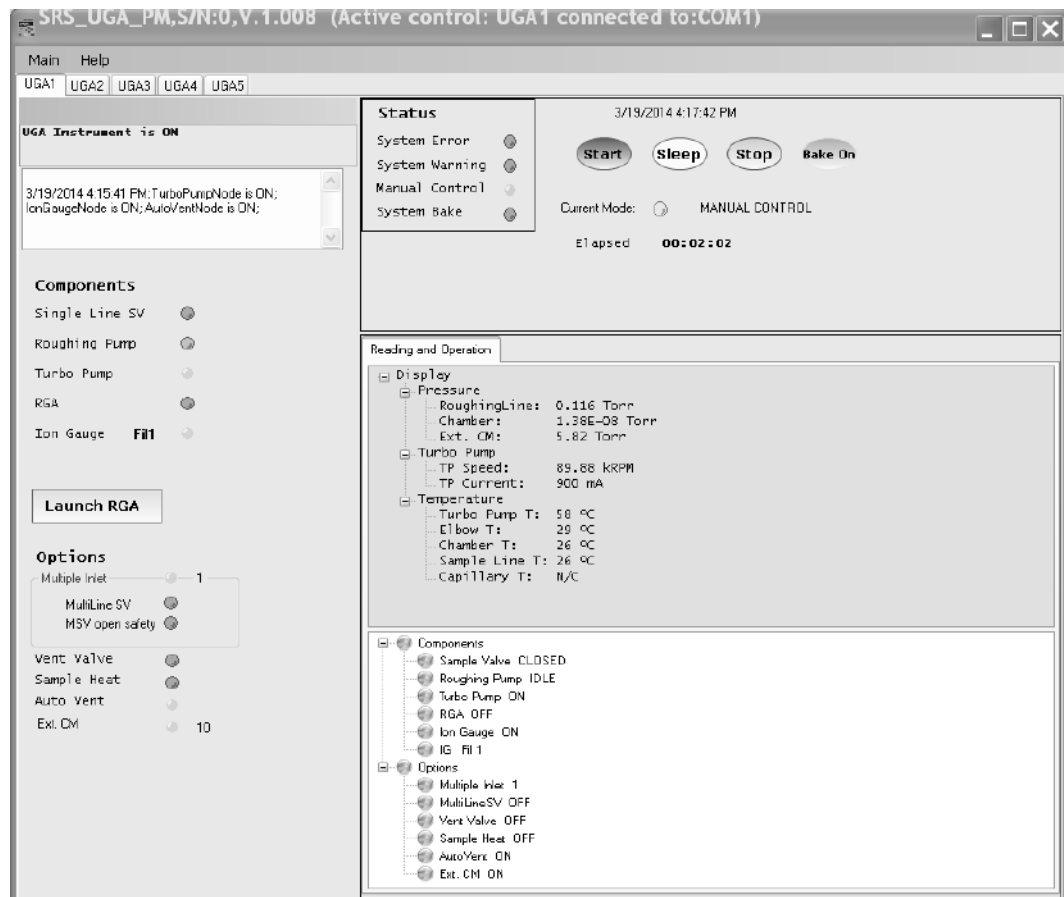 SRS_UGA_PM,S/N:0,V.1.008 (Active control: UGA1 connected to:COM1)
Main Help
UGA1 UGA2 UGA3 UGA4 UGA5
UGA Instrument is ON
3/19/2014 4:15:41 PM:TurboPumpNode is ON;
IonGaugeNode is ON; AutoVentNode is ON;
Components
Single Line SV
Roughing Pump
Turbo Pump
RGA
Ion Gauge Fil1
Launch RGA
Options
Multiple Inlet 1
MultiLine SV
MSV open safety
Vent Valve
Sample Heat
Auto Vent
Ext. CM 10
Status
System Error
System Warning
Manual Control
System Bake
3/19/2014 4:17:42 PM
Start Sleep Stop Bake On
Current Mode: MANUAL CONTROL
Elapsed 00:02:02
Reading and Operation
Display
Pressure
RoughingLine: 0.116 Torr
Chamber: 1.38E-08 Torr
Ext. CM: 5.82 Torr
Turbo Pump
TP Speed: 89.88 kRPM
TP Current: 900 mA
Temperature
Turbo Pump T: 58 ºC
Elbow T: 29 ºC
Chamber T: 26 ºC
Sample Line T: 26 ºC
Capillary T: N/C
Components
Sample Valve CLOSED
Roughing Pump IDLE
Turbo Pump ON
RGA OFF
Ion Gauge ON
IG Fil 1
Options
Multiple Inlet 1
MultiLineSV OFF
Vent Valve OFF
Sample Heat OFF
AutoVent ON
Ext. CM ON